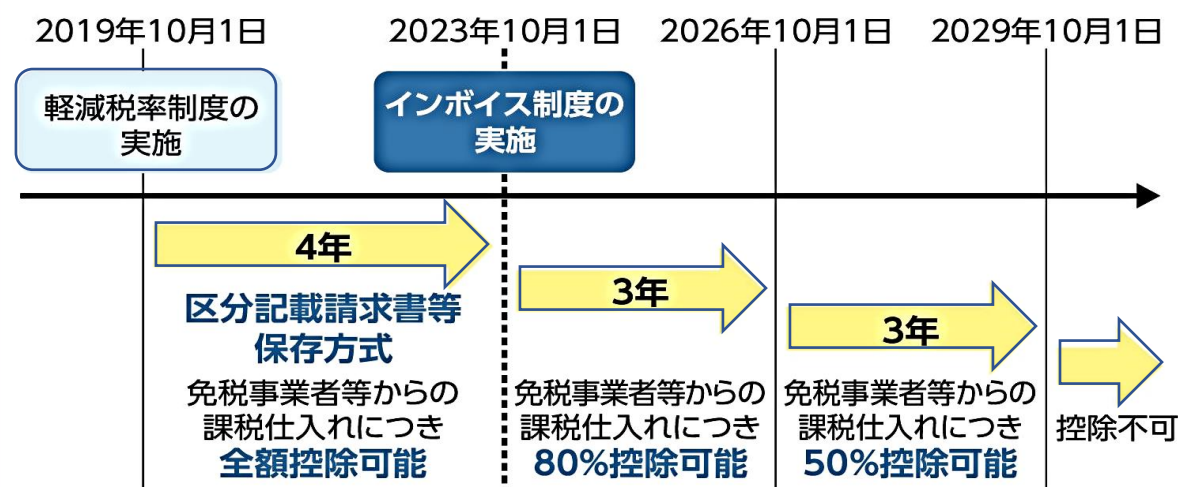 2019年10月1日
2023年10月1日
2026年10月1日
2029年10月1日
軽減税率制度の
実施
インボイス制度の
実施
4年
区分記載請求書等
保存方式
免税事業者等からの
課税仕入れにつき
全額控除可能
3年
免税事業者等からの
課税仕入れにつき
80%控除可能
3年
免税事業者等からの
課税仕入れにつき
50%控除可能
控除不可